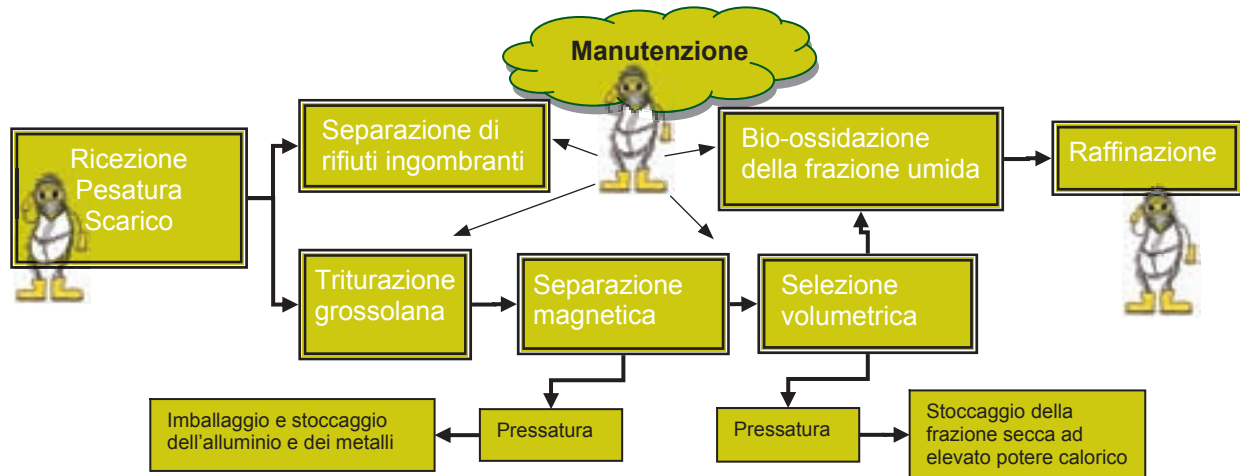 Manutenzione
Ricezione
Pesatura
Scarico
Separazione di
rifiuti ingombranti
Bio-ossidazione
della frazione umida
Raffinazione
Triturazione
grossolana
Separazione
magnetica
Selezione
volumetrica
Imballaggio e stoccaggio
dell'alluminio e dei metalli
Pressatura
Pressatura
Stoccaggio della
frazione secca ad
elevato potere calorico